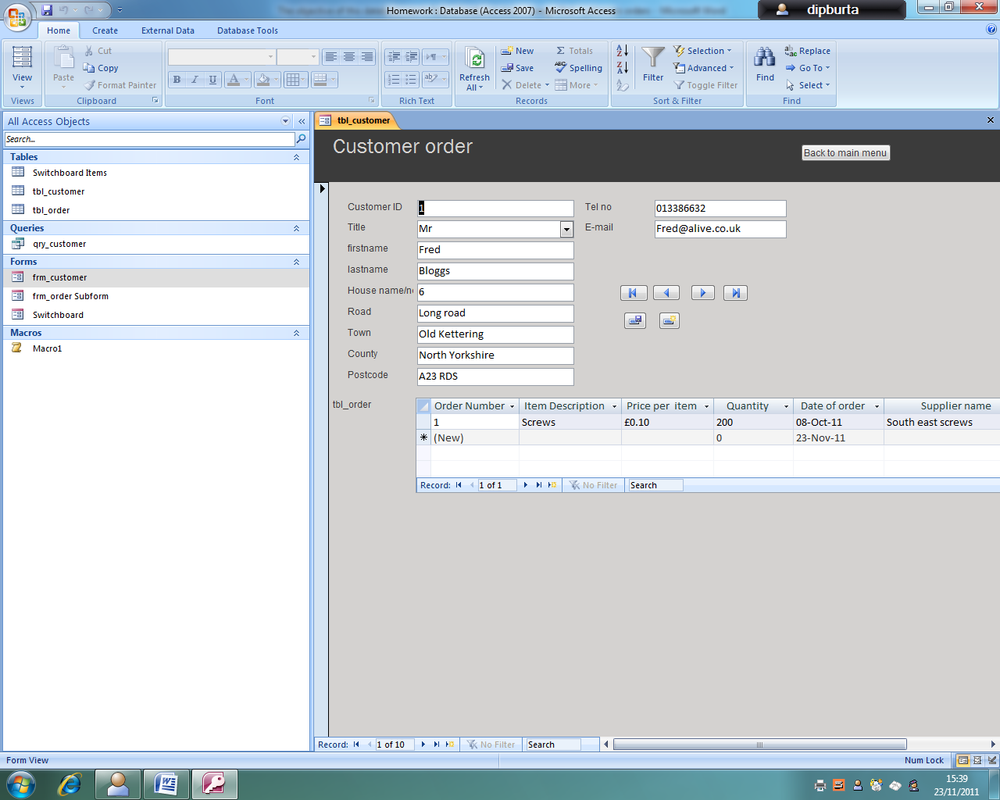 Homework : Database (Access 2007) - Microsoft Access
dipburta
Home Create External Data Database Tools
View
Views
Paste
Cut
Copy
Format Painter
Clipboard
B I U A
Font
Rich Text
Refresh All
New
Save
Delete
Totals
Spelling
More
Records
Filter
Selection
Advanced
Toggle Filter
Sort & Filter
Find
Replace
Go To
Select
Find
All Access Objects
Search...
Tables
Switchboard Items
tbl_customer
tbl_order
Queries
qry_customer
Forms
frm_customer
frm_order Subform
Switchboard
Macros
Macro1
tbl_customer
Customer order
Back to main menu
Customer ID 1
Title Mr
firstname Fred
lastname Bloggs
House name/n 6
Road Long road
Town Old Kettering
County North Yorkshire
Postcode A23 RDS
Tel no 013386632
E-mail Fred@alive.co.uk
tbl_order
Order Number Item Description Price per item Quantity Date of order Supplier name
1 Screws £0.10 200 08-Oct-11 South east screws
(New) 0 23-Nov-11
Record: 1 of 1 No Filter Search
Record: 1 of 10 No Filter Search
Form View
Num Lock
15:39
23/11/2011